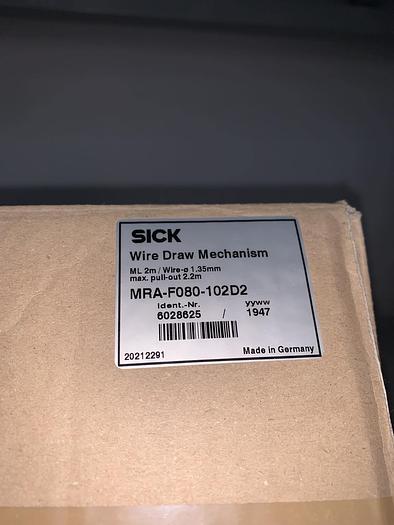 SICK
Wire Draw Mechanism
ML 2m / Wire-ø 1.35mm
max. pull-out 2.2m
MRA-F080-102D2
Ident.-Nr. yyww
6028625 / 1947
20212291 Made in Germany